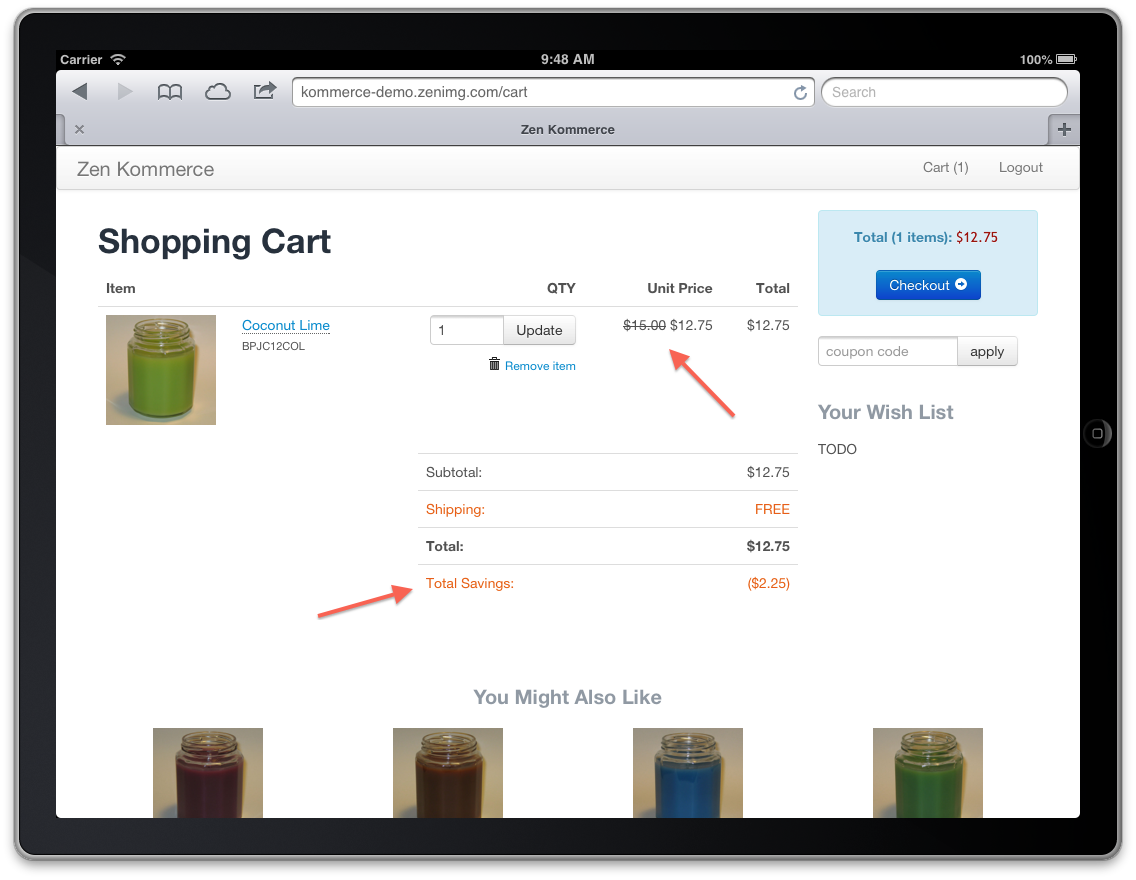 Carrier 9:48 AM 100%
kommerce-demo.zenimg.com/cart Search
Zen Kommerce
Zen Kommerce Cart (1) Logout
Shopping Cart
Item QTY Unit Price Total
Coconut Lime 1 Update $15.00 $12.75 $12.75
BPJC12COL
Remove item
Subtotal: $12.75
Shipping: FREE
Total: $12.75
Total Savings: ($2.25)
Total (1 items): $12.75
Checkout
coupon code apply
Your Wish List
TODO
You Might Also Like